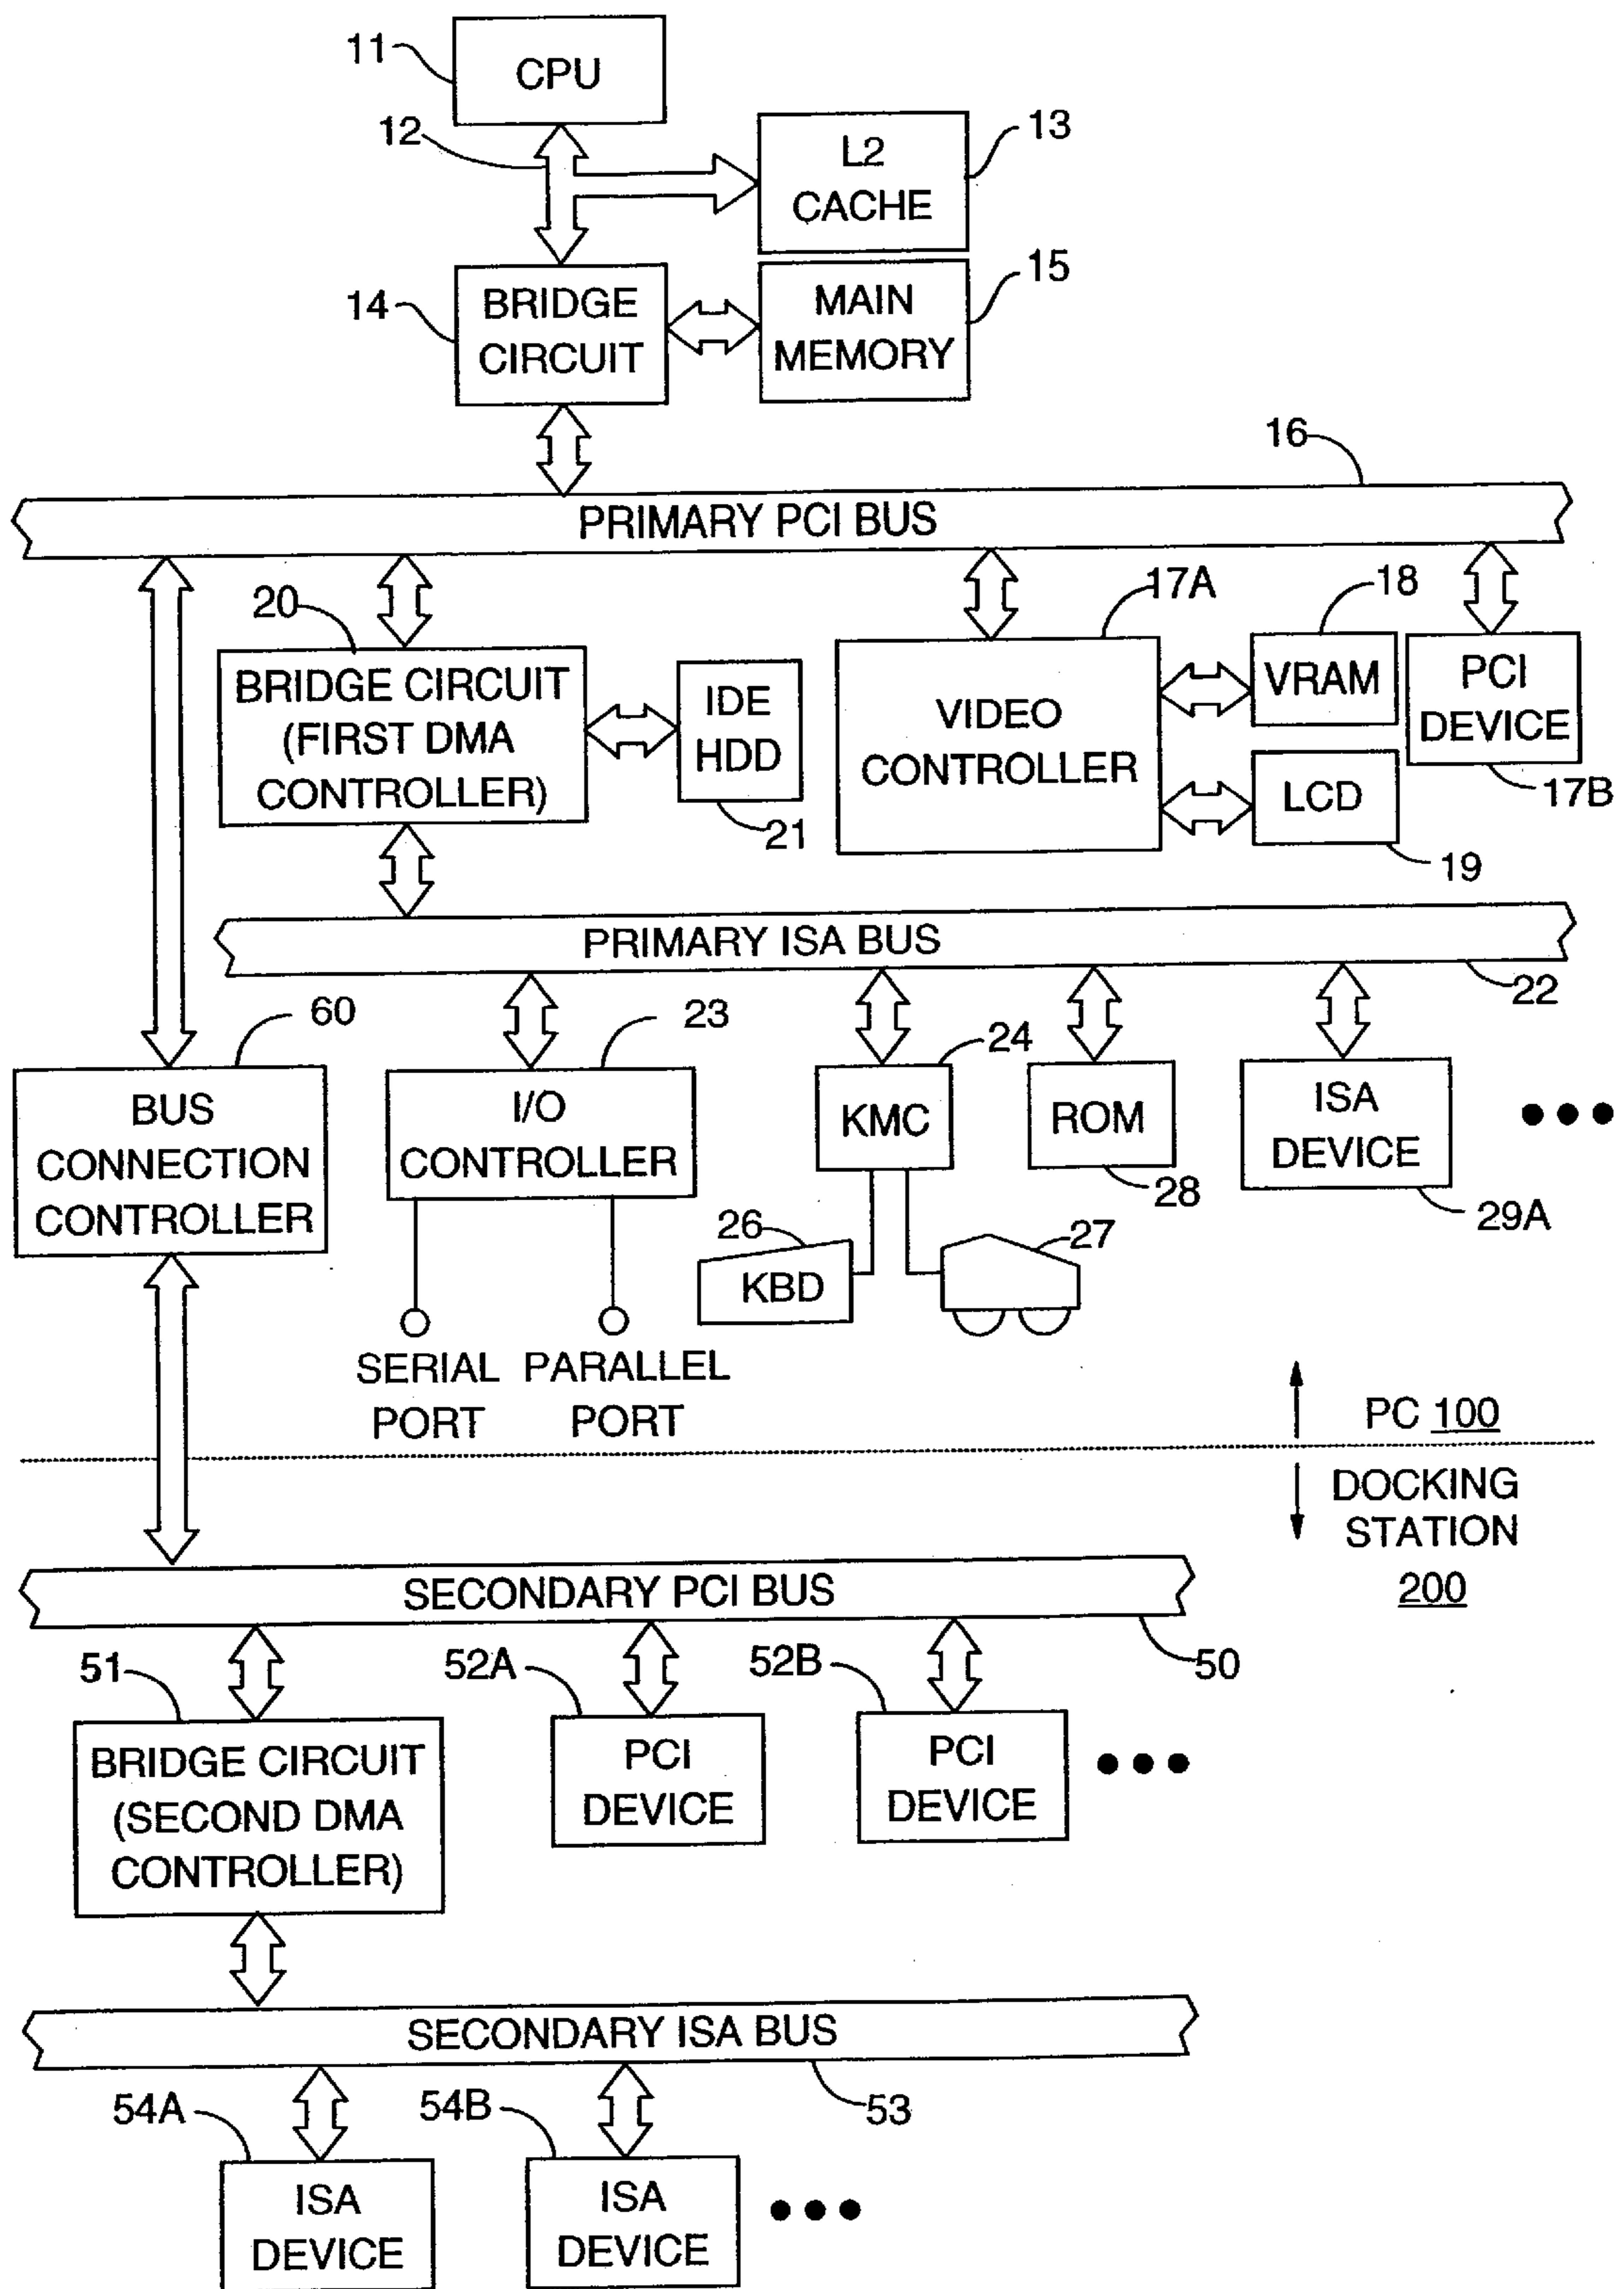 11
CPU
12
L2
CACHE
13
14
BRIDGE
CIRCUIT
MAIN
MEMORY
15
16
PRIMARY PCI BUS
20
17A
18
BRIDGE CIRCUIT
(FIRST DMA
CONTROLLER)
IDE
HDD
21
VIDEO
CONTROLLER
VRAM
LCD
19
PCI
DEVICE
17B
PRIMARY ISA BUS
22
60
23
24
BUS
CONNECTION
CONTROLLER
I/O
CONTROLLER
KMC
ROM
28
ISA
DEVICE
29A
26
KBD
27
SERIAL
PORT
PARALLEL
PORT
PC 100
DOCKING
STATION
200
SECONDARY PCI BUS
50
51
52A
52B
BRIDGE CIRCUIT
(SECOND DMA
CONTROLLER)
PCI
DEVICE
PCI
DEVICE
SECONDARY ISA BUS
53
54A
54B
ISA
DEVICE
ISA
DEVICE